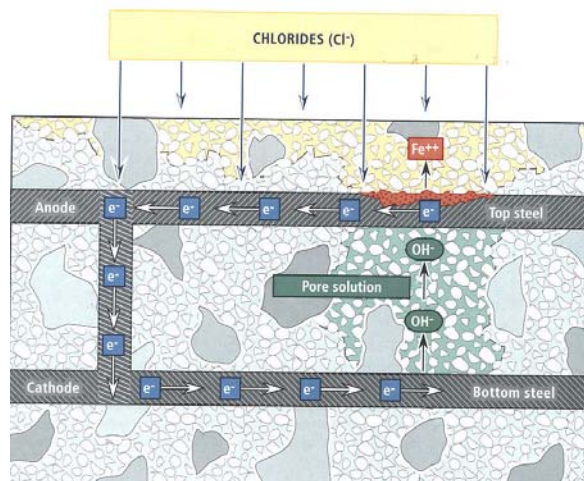 CHLORIDES (Cl-)
Fe++
Anode
e-
e-
e-
e-
e-
Top steel
e-
OH-
Pore solution
e-
OH-
Cathode
e-
e-
e-
e-
Bottom steel